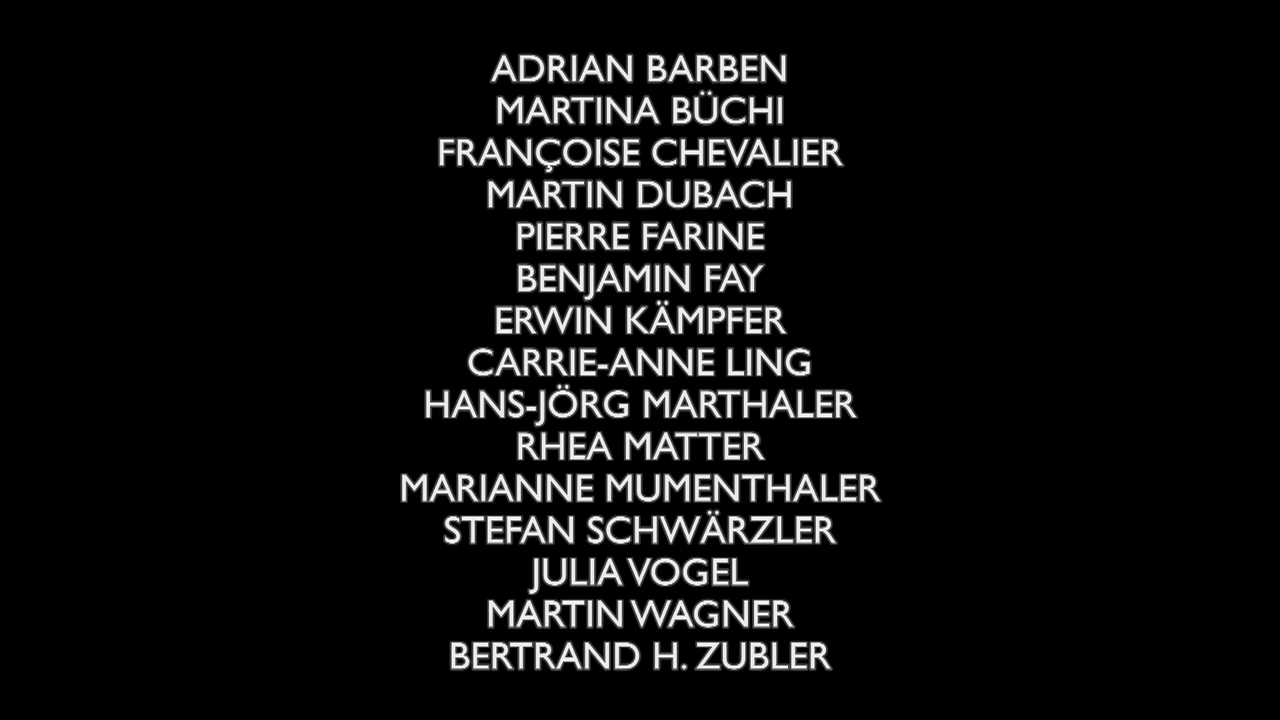 ADRIAN BARBEN
MARTINA BÜCHI
FRANÇOISE CHEVALIER
MARTIN DUBACH
PIERRE FARINE
BENJAMIN FAY
ERWIN KÄMPFER
CARRIE-ANNE LING
HANS-JÖRG MARTHALER
RHEA MATTER
MARIANNE MUMENTHALER
STEFAN SCHWÄRZLER
JULIA VOGEL
MARTIN WAGNER
BERTRAND H. ZUBLER